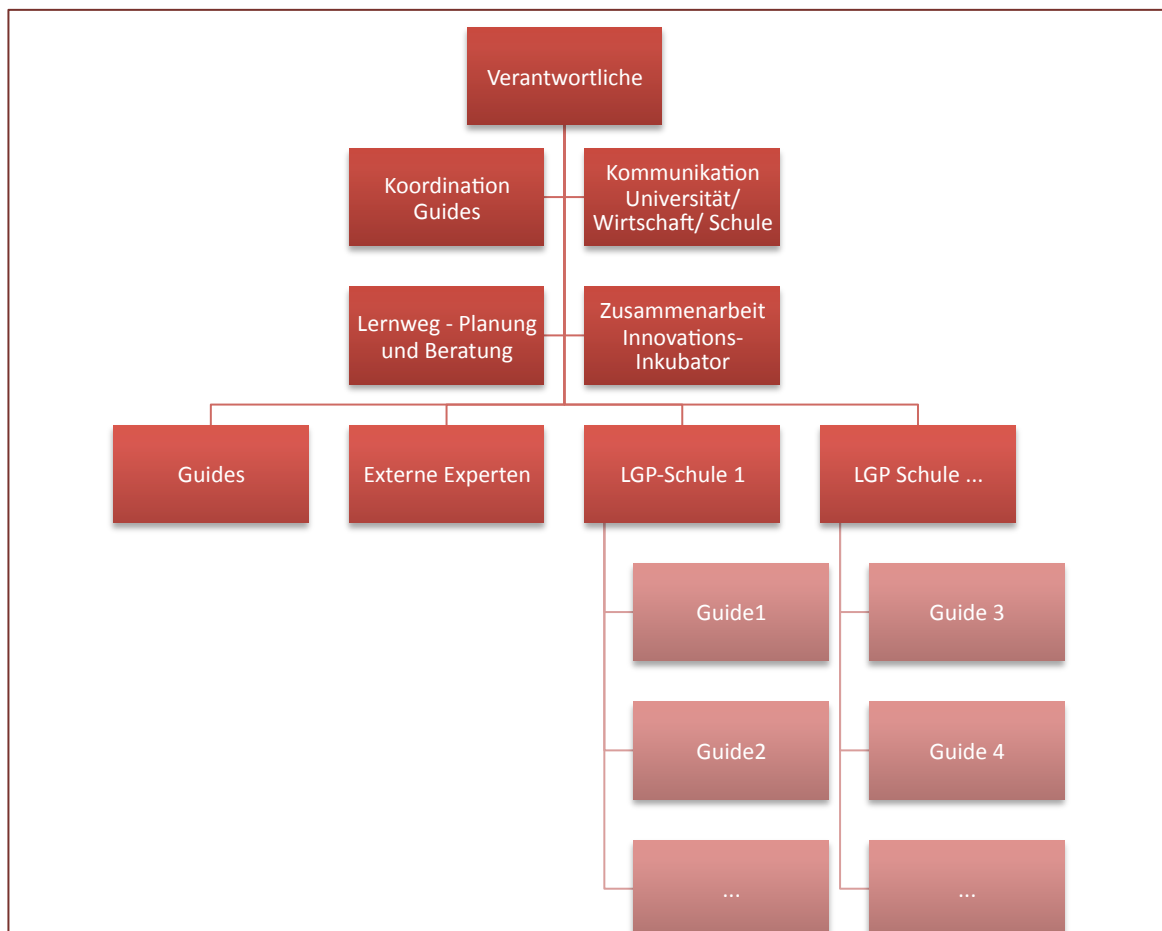 Verantwortliche
Koordination
Guides
Kommunikation
Universität/
Wirtschaft/ Schule
Lernweg - Planung
und Beratung
Zusammenarbeit
Innovations-
Inkubator
Guides
Externe Experten
LGP-Schule 1
LGP Schule ...
Guide1
Guide 3
Guide2
Guide 4
...
...